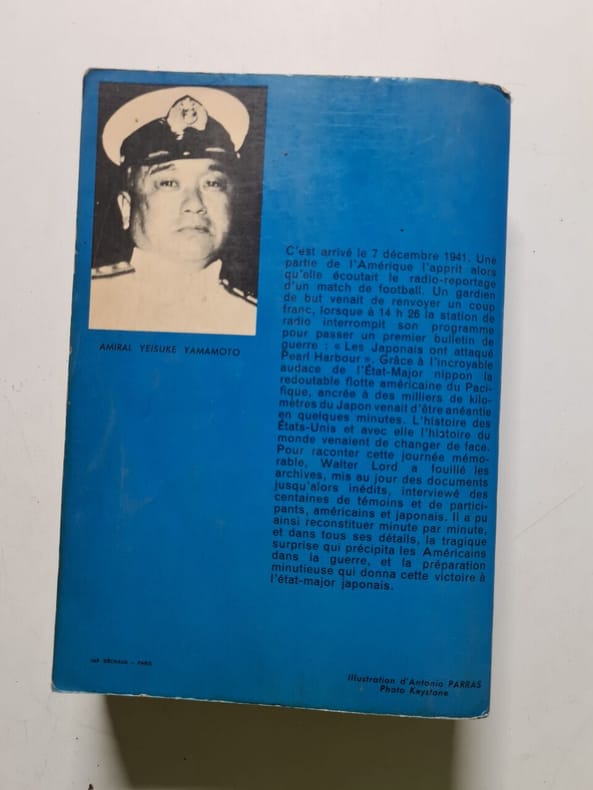 AMIRAL YEISUKE YAMAMOTO
C'est arrivé le 7 décembre 1941. Une
partie de l'Amérique l'apprit alors
qu'elle écoutait le radio-reportage
d'un match de football. Un gardien
de but venait de renvoyer un coup
franc, lorsque à 14 h 26 la station de
radio interrompit son programme
pour passer un premier bulletin de
guerre : « Les Japonais ont attaqué
Pearl Harbour ». Grâce à l'incroyable
audace de l'État-Major nippon la
redoutable flotte américaine du Paci-
fique, ancrée à des milliers de kilo-
mètres du Japon venait d'être anéantie
en quelques minutes. L'histoire des
États-Unis et avec elle l'histoire du
monde venaient de changer de face.
Pour raconter cette journée mémo-
rable, Walter Lord a fouillé les
archives, mis au jour des documents
jusqu'alors inédits, interviewé des
centaines de témoins et de partici-
pants, américains et japonais. Il a pu
ainsi reconstituer minute par minute,
et dans tous ses détails, la tragique
surprise qui précipita les Américains
dans la guerre, et la préparation
minutieuse qui donna cette victoire à
l'état-major japonais.
- PARIS
Illustration d'Antonio PARRAS
Photo Keystone